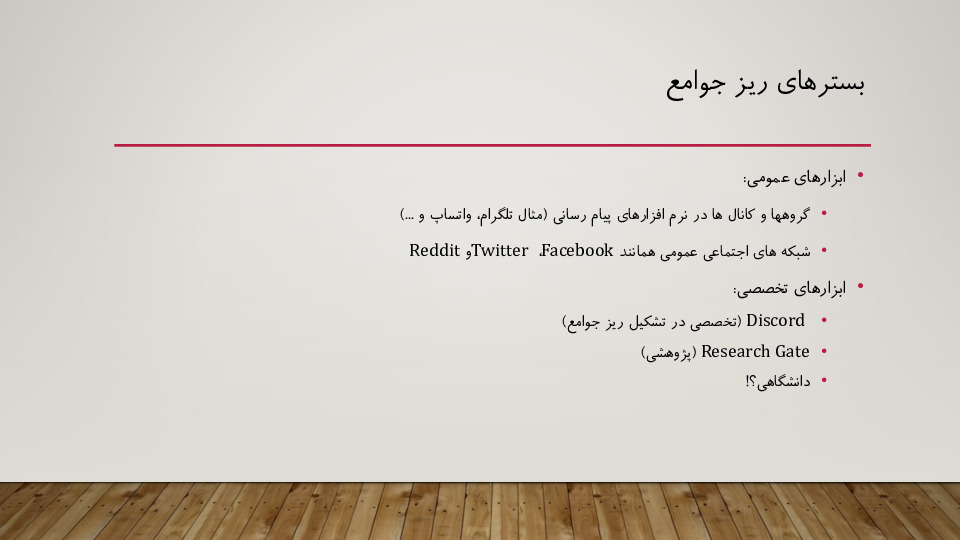 بسترهای ریز جوامع
• ابزارهای عمومی:
• گروهها و کانال ها در نرم افزارهای پیام رسانی (مثال تلگرام، واتساپ و ...)
• شبکه های اجتماعی عمومی همانند Facebook، Twitter و Reddit
• ابزارهای تخصصی:
• Discord (تخصصی در تشکیل ریز جوامع)
• Research Gate (پژوهشی)
• دانشگاهی؟!